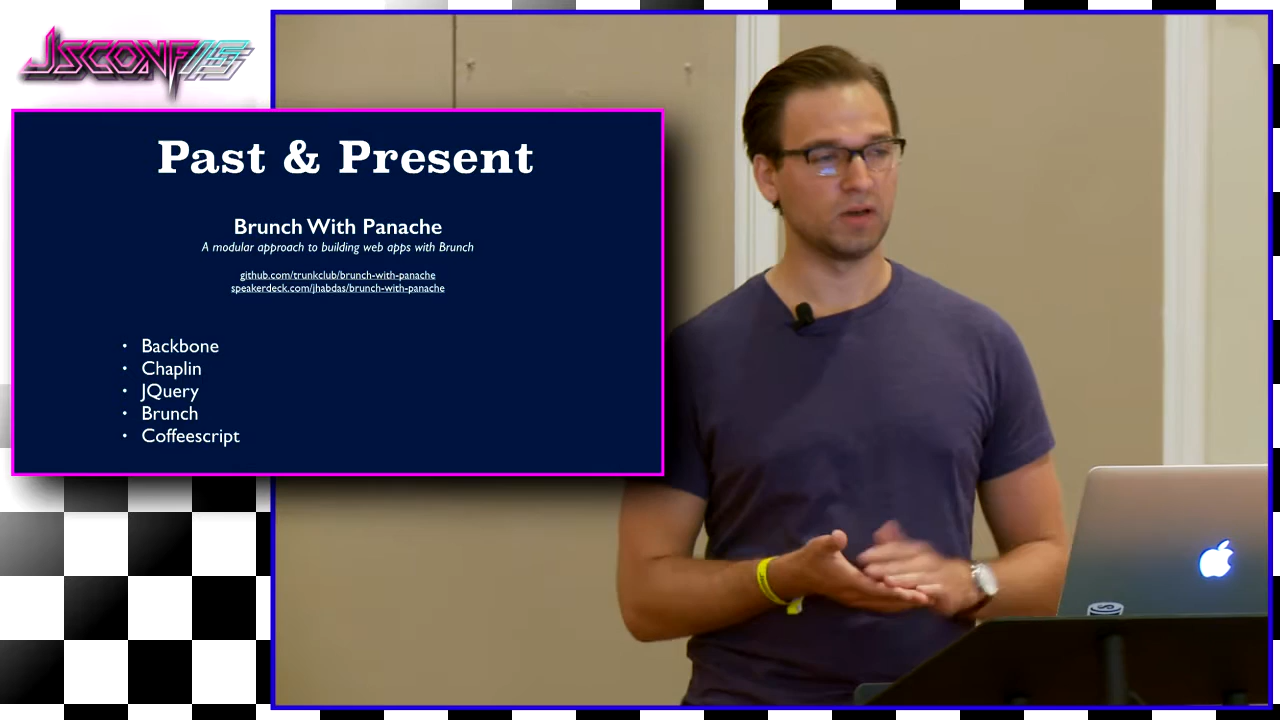 JSCONF15
Past & Present
Brunch With Panache
A modular approach to building web apps with Brunch
github.com/trunkclub/brunch-with-panache
speakerdeck.com/jhabdas/brunch-with-panache
• Backbone
• Chaplin
• JQuery
• Brunch
• Coffeescript